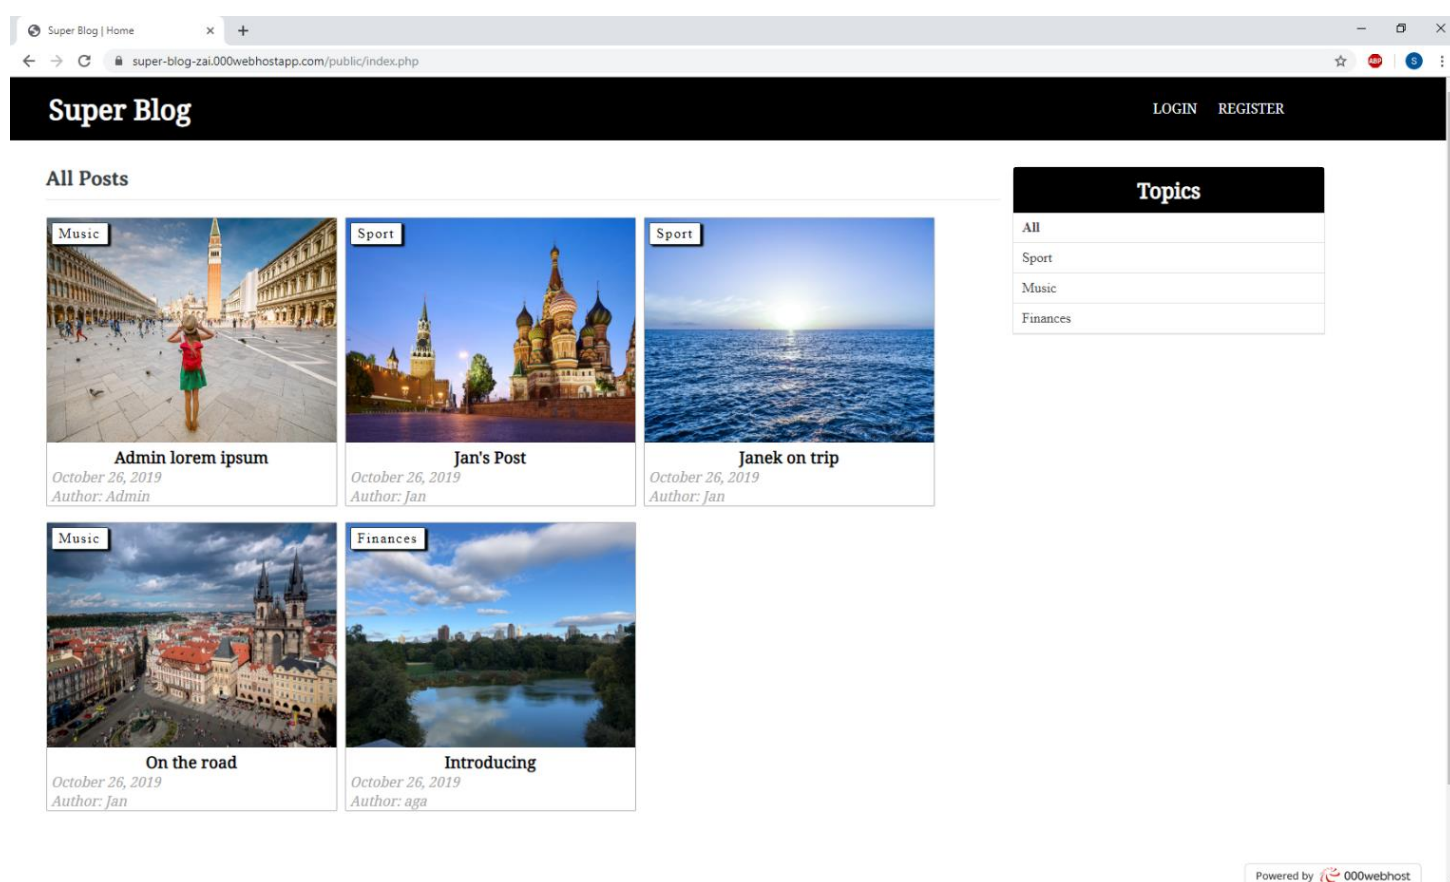 Super Blog | Home
super-blog-zai.000webhostapp.com/public/index.php
ABP
S
Super Blog
LOGIN REGISTER
All Posts
Music
Admin lorem ipsum
October 26, 2019
Author: Admin
Sport
Jan's Post
October 26, 2019
Author: Jan
Sport
Janek on trip
October 26, 2019
Author: Jan
Music
On the road
October 26, 2019
Author: Jan
Finances
Introducing
October 26, 2019
Author: aga
Topics
All
Sport
Music
Finances
Powered by 000webhost